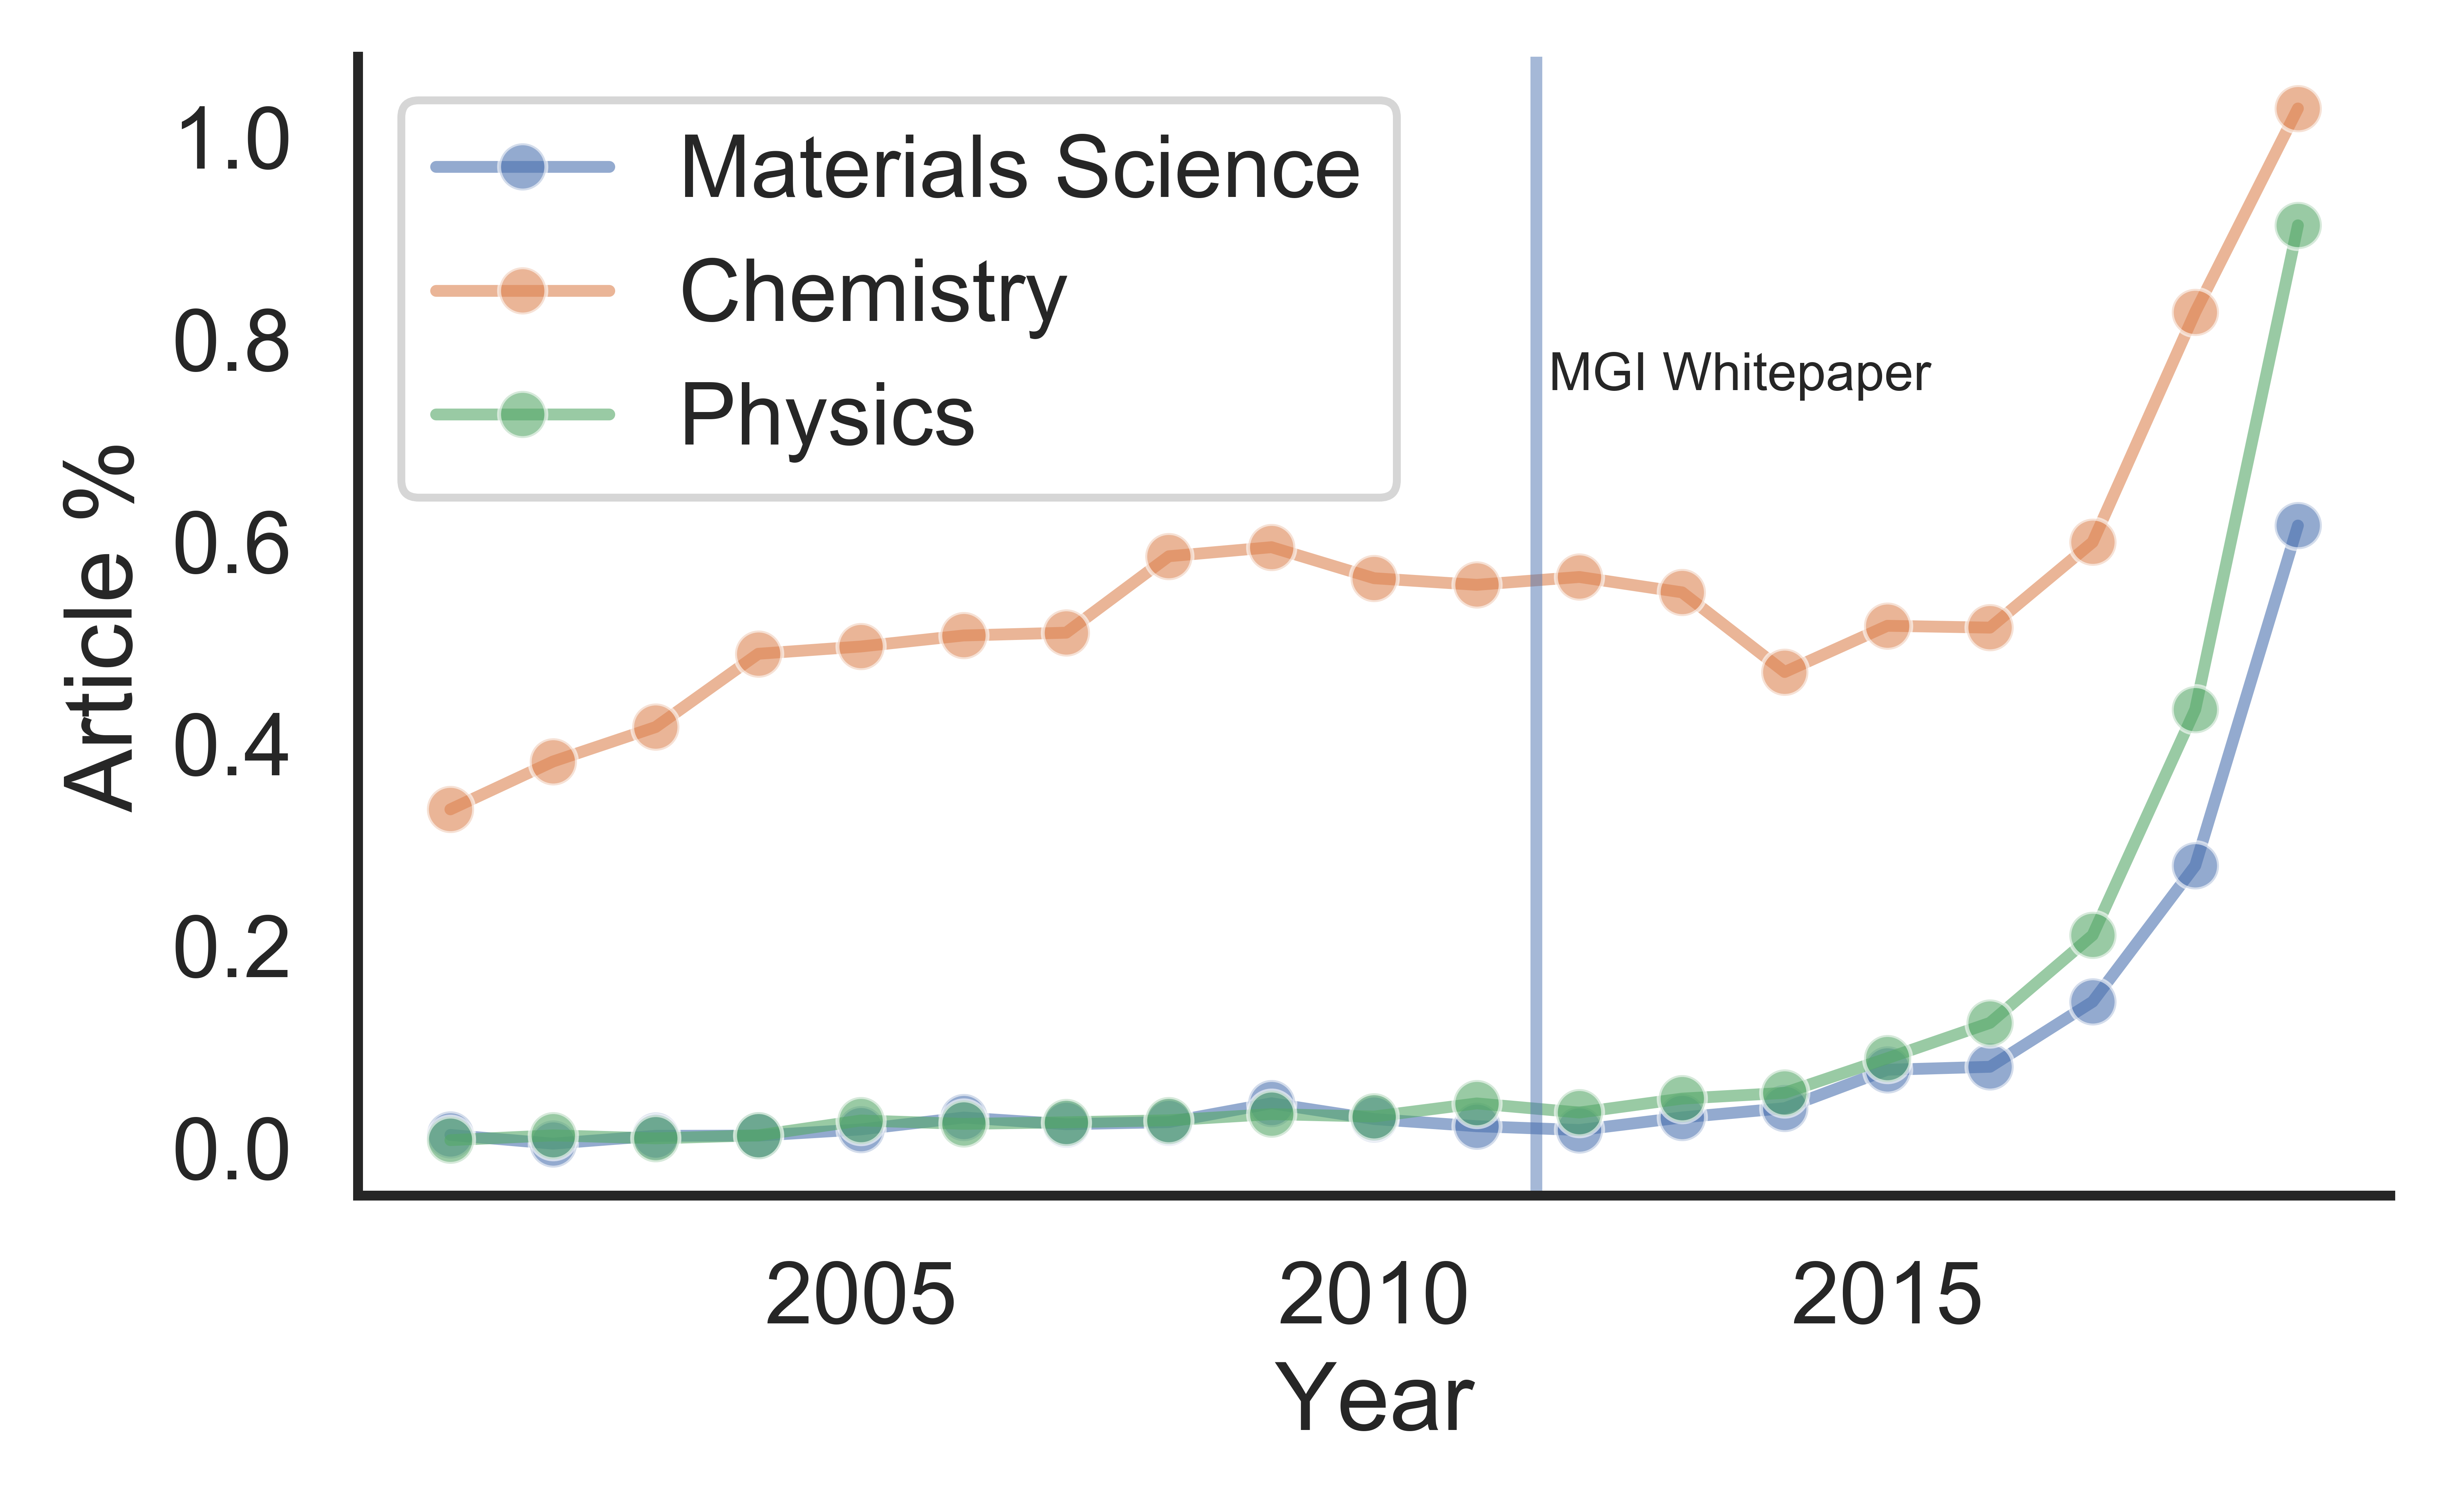 1.0
0.8
0.6
0.4
0.2
0.0
Article %
Materials Science
Chemistry
Physics
MGI Whitepaper
2005
2010
2015
Year